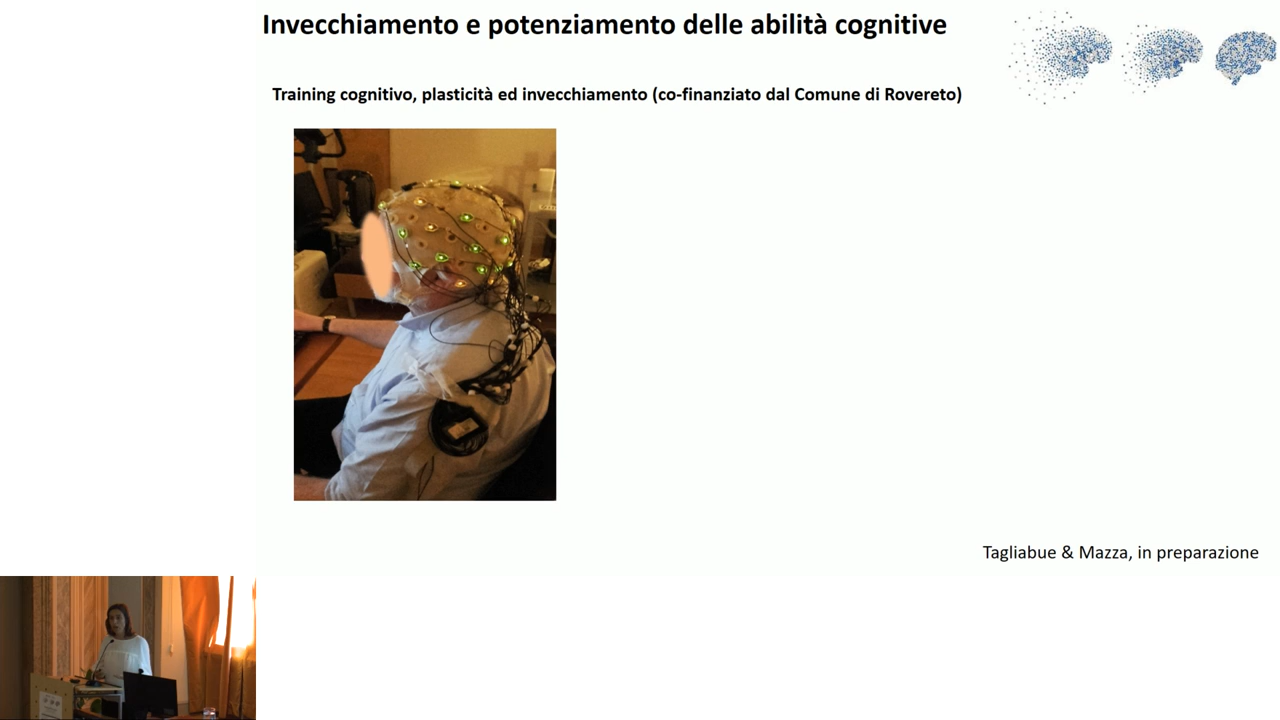 Invecchiamento e potenziamento delle abilità cognitive
Training cognitivo, plasticità ed invecchiamento (co-finanziato dal Comune di Rovereto)
Tagliabue & Mazza, in preparazione